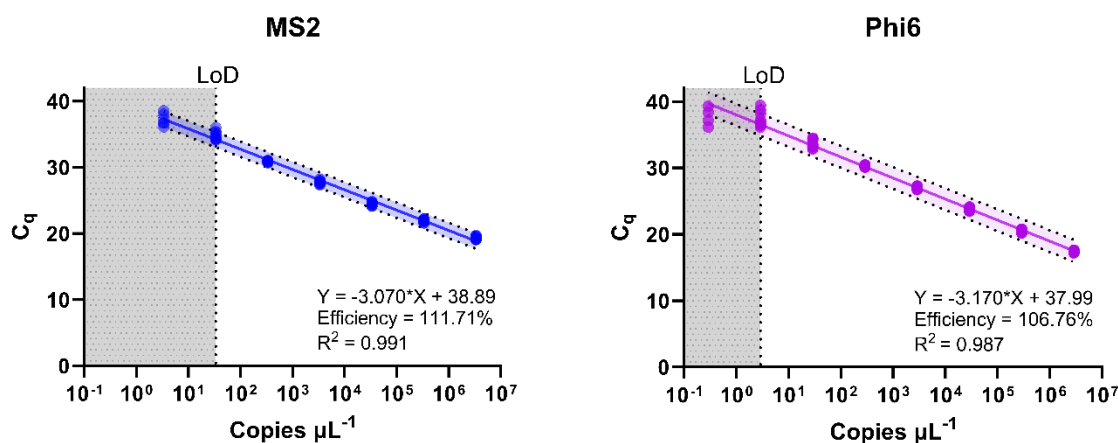 MS2
LoD
40
30
20
10
0
C_q
Y = -3.070*X + 38.89
Efficiency = 111.71%
R² = 0.991
10⁻¹ 10⁰ 10¹ 10² 10³ 10⁴ 10⁵ 10⁶ 10⁷
Copies µL⁻¹
Phi6
LoD
40
30
20
10
0
C_q
Y = -3.170*X + 37.99
Efficiency = 106.76%
R² = 0.987
10⁻¹ 10⁰ 10¹ 10² 10³ 10⁴ 10⁵ 10⁶ 10⁷
Copies µL⁻¹